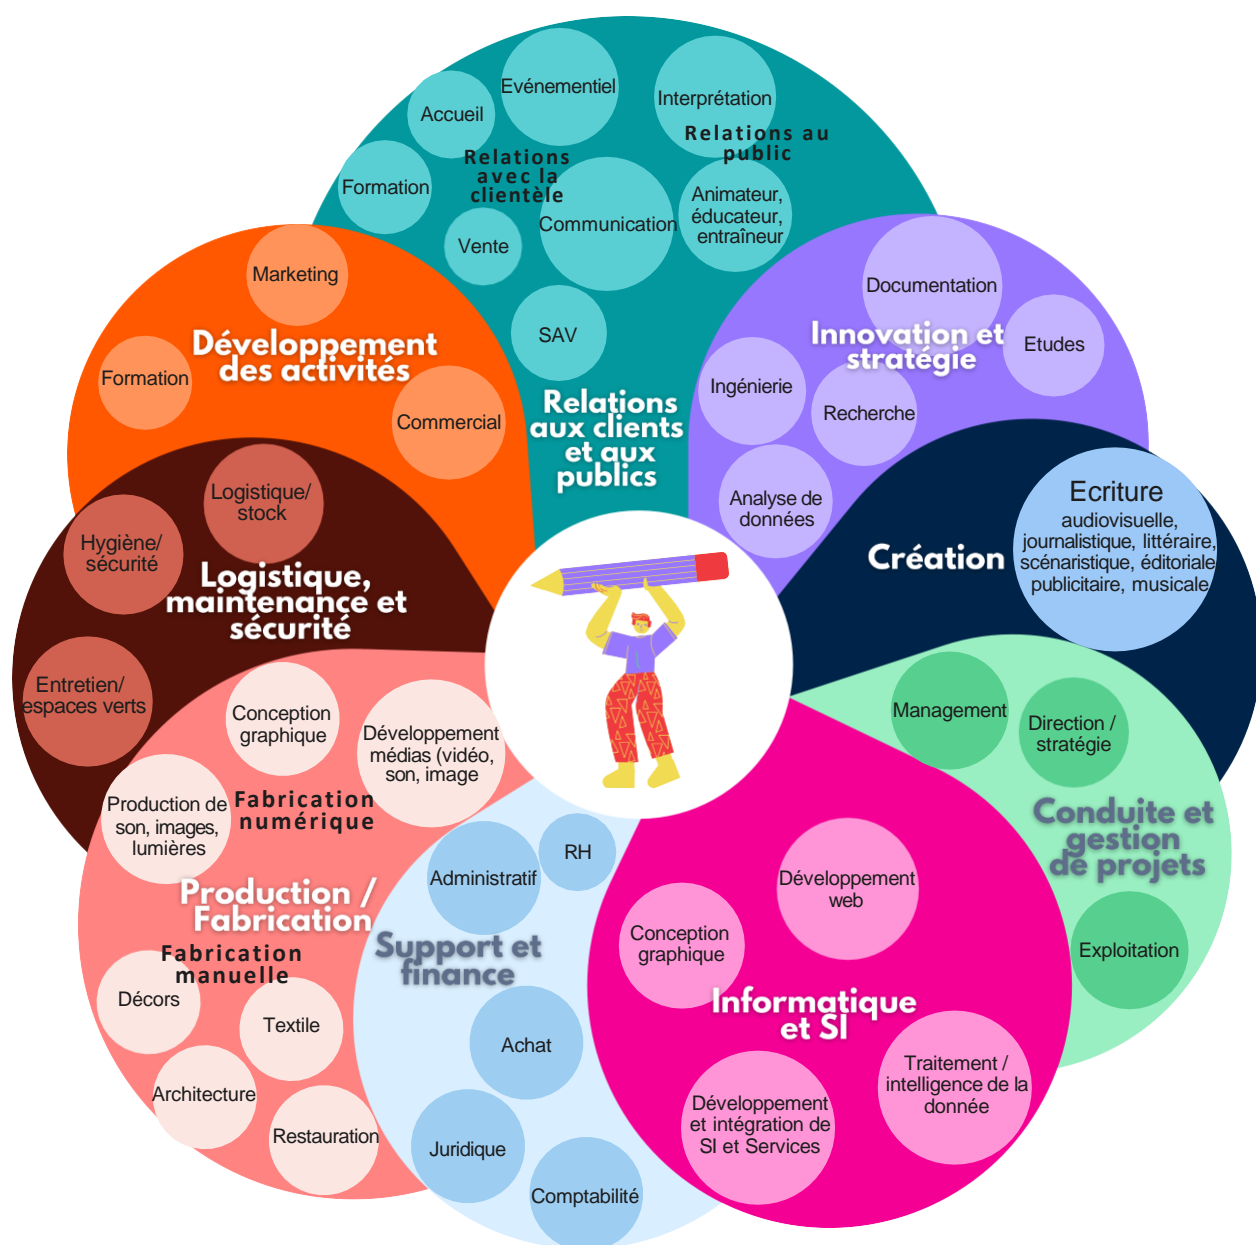 Evénementiel
Accueil
Interprétation
Relations au
public
Relations
avec la
clientèle
Formation
Animateur,
éducateur,
entraîneur
Communication
Vente
SAV
Relations
aux clients
et aux
publics
Marketing
Développement
des activités
Formation
Commercial
Documentation
Innovation et
stratégie
Etudes
Ingénierie
Recherche
Analyse de
données
Création
Ecriture
audiovisuelle,
journalistique, littéraire,
scénaristique, éditoriale
publicitaire, musicale
Logistique/
stock
Hygiène/
sécurité
Logistique,
maintenance et
sécurité
Entretien/
espaces verts
Management
Direction /
stratégie
Conduite et
gestion
de projets
Exploitation
Conception
graphique
Développement
médias (vidéo,
son, image
Production de
son, images,
lumières
Fabrication
numérique
Production /
Fabrication
Fabrication
manuelle
Décors
Textile
Architecture
Restauration
RH
Administratif
Support et
finance
Achat
Juridique
Comptabilité
Développement
web
Conception
graphique
Informatique
et SI
Traitement /
intelligence de la
donnée
Développement
et intégration de
SI et Services